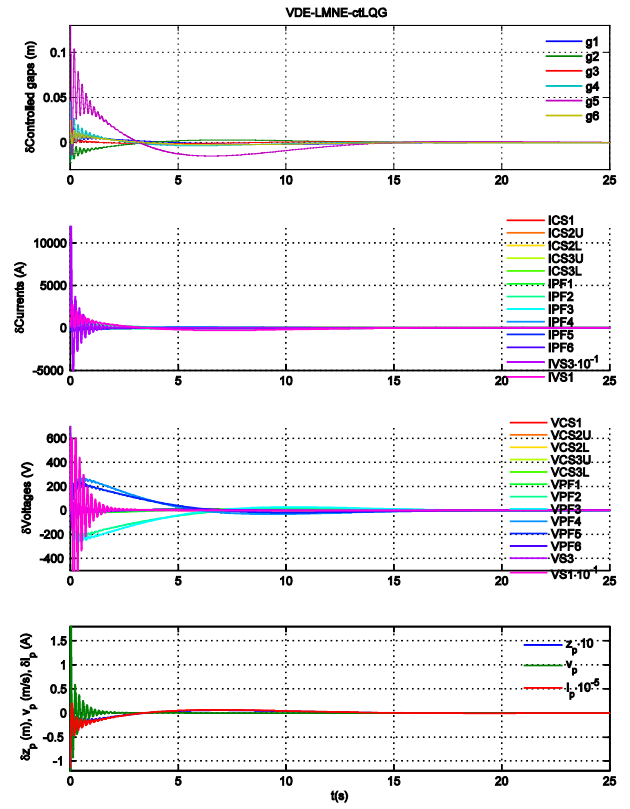 VDE-LMNE-ctLQG
δControlled gaps (m)
0.1
0.05
0
g1
g2
g3
g4
g5
g6
0 5 10 15 20 25
δCurrents (A)
10000
5000
0
-5000
ICS1
ICS2U
ICS2L
ICS3U
ICS3L
IPF1
IPF2
IPF3
IPF4
IPF5
IPF6
IVS3·10⁻¹
IVS1
0 5 10 15 20 25
δVoltages (V)
600
400
200
0
-200
-400
VCS1
VCS2U
VCS2L
VCS3U
VCS3L
VPF1
VPF2
VPF3
VPF4
VPF5
VPF6
VS3
VS1·10⁻¹
0 5 10 15 20 25
δz_p (m), v_p (m/s), δI_p (A)
1.5
1
0.5
0
-0.5
-1
z_p·10
v_p
I_p·10⁻⁵
0 5 10 15 20 25
t(s)